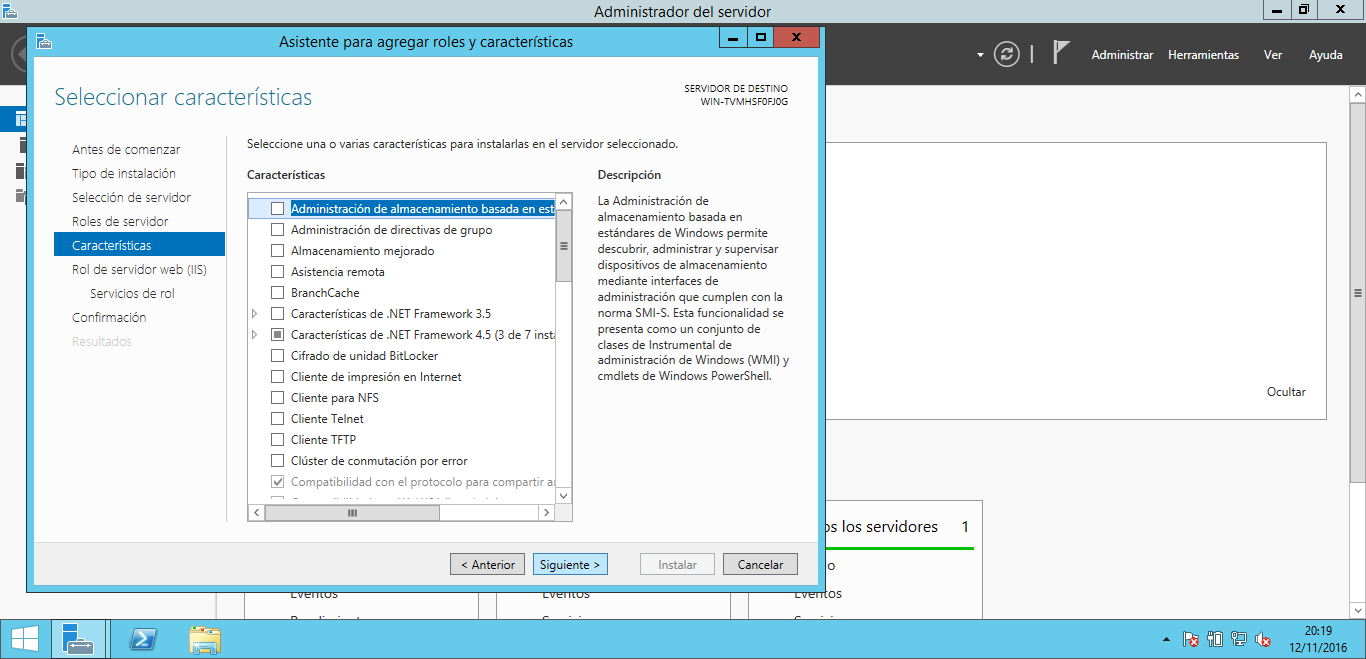 Administrador del servidor
Asistente para agregar roles y características
Administrar
Herramientas
Ver
Ayuda
Seleccionar características
SERVIDOR DE DESTINO
WIN-TVMHSF0FJ0G
Antes de comenzar
Tipo de instalación
Selección de servidor
Roles de servidor
Características
Rol de servidor web (IIS)
Servicios de rol
Confirmación
Resultados
Seleccione una o varias características para instalarlas en el servidor seleccionado.
Características
Administración de almacenamiento basada en est
Administración de directivas de grupo
Almacenamiento mejorado
Asistencia remota
BranchCache
Características de .NET Framework 3.5
Características de .NET Framework 4.5 (3 de 7 insta
Cifrado de unidad BitLocker
Cliente de impresión en Internet
Cliente para NFS
Cliente Telnet
Cliente TFTP
Clúster de conmutación por error
Compatibilidad con el protocolo para compartir a
Descripción
La Administración de
almacenamiento basada en
estándares de Windows permite
descubrir, administrar y supervisar
dispositivos de almacenamiento
mediante interfaces de
administración que cumplen con la
norma SMI-S. Esta funcionalidad se
presenta como un conjunto de
clases de Instrumental de
administración de Windows (WMI) y
cmdlets de Windows PowerShell.
Ocultar
os los servidores 1
o
< Anterior
Siguiente >
Instalar
Cancelar
Eventos
Eventos
Eventos
20:19
12/11/2016